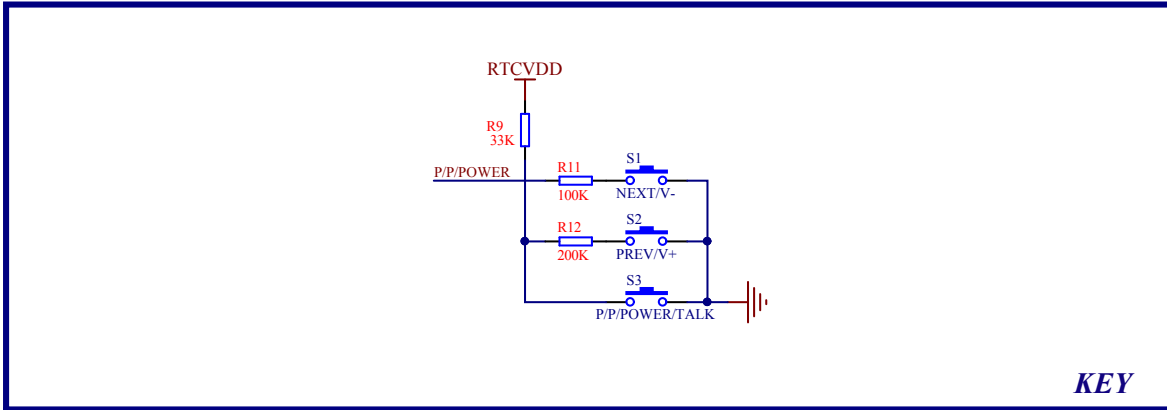 RTCVDD
R9
33K
P/P/POWER
R11
100K
S1
NEXT/V-
R12
200K
S2
PREV/V+
S3
P/P/POWER/TALK
KEY